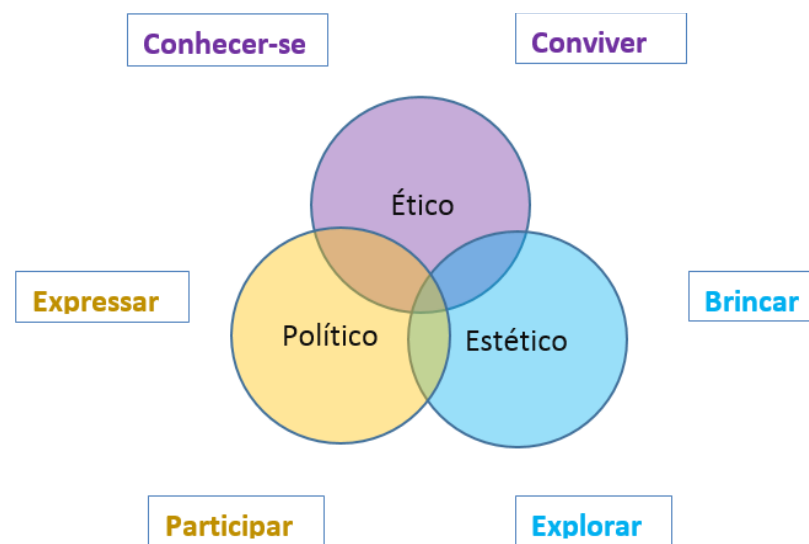 Conhecer-se
Conviver
Ético
Expressar
Brincar
Político
Estético
Participar
Explorar